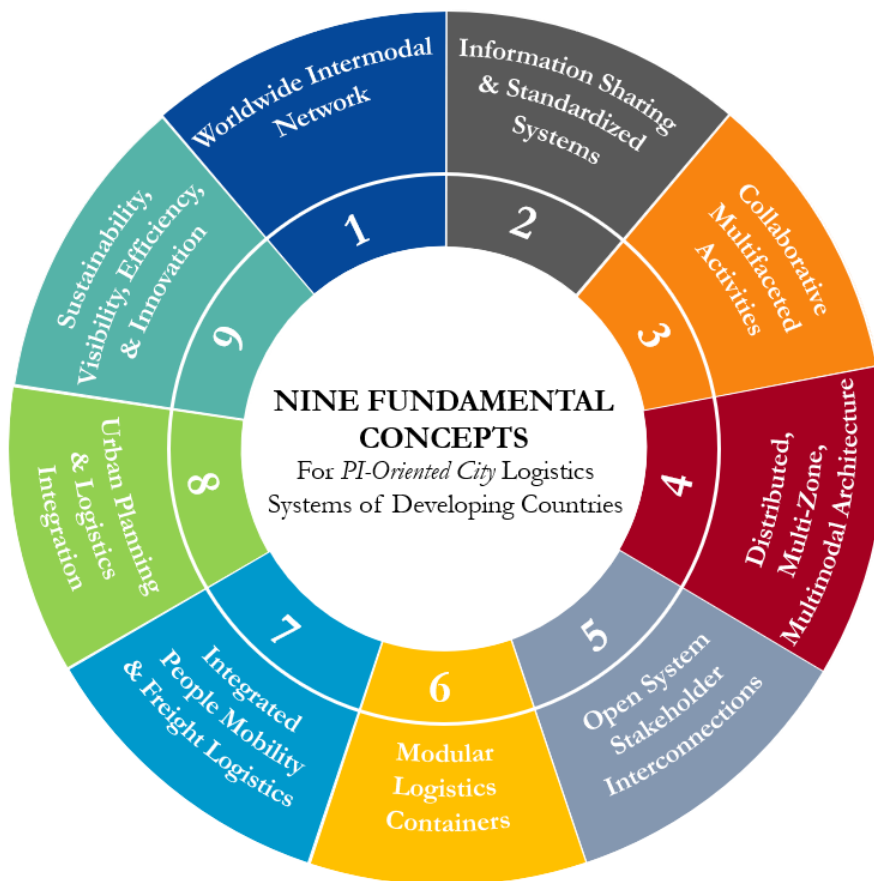 NINE FUNDAMENTAL
CONCEPTS
For PI-Oriented City Logistics
Systems of Developing Countries
1
Worldwide Intermodal
Network
2
Information Sharing
& Standardized
Systems
3
Collaborative
Multifaceted
Activities
4
Distributed,
Multi-Zone,
Multimodal Architecture
5
Open System
Stakeholder
Interconnections
6
Modular
Logistics
Containers
7
Integrated
People Mobility
& Freight Logistics
8
Urban Planning
& Logistics
Integration
9
Sustainability,
Visibility, Efficiency,
& Innovation